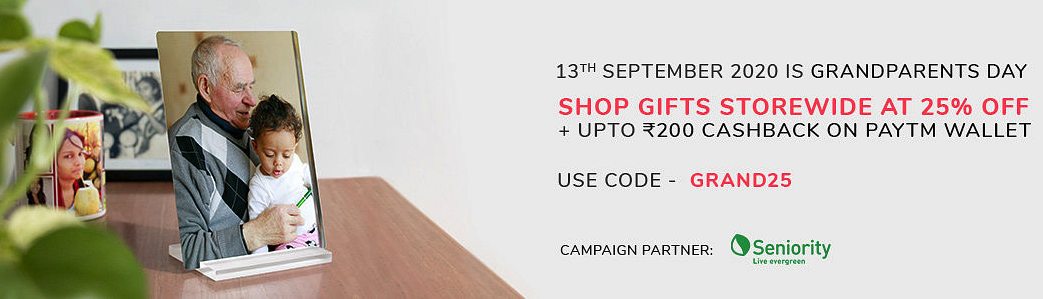 13TH SEPTEMBER 2020 IS GRANDPARENTS DAY
SHOP GIFTS STOREWIDE AT 25% OFF
+ UPTO ₹200 CASHBACK ON PAYTM WALLET
USE CODE - GRAND25
CAMPAIGN PARTNER: Seniority
Live evergreen